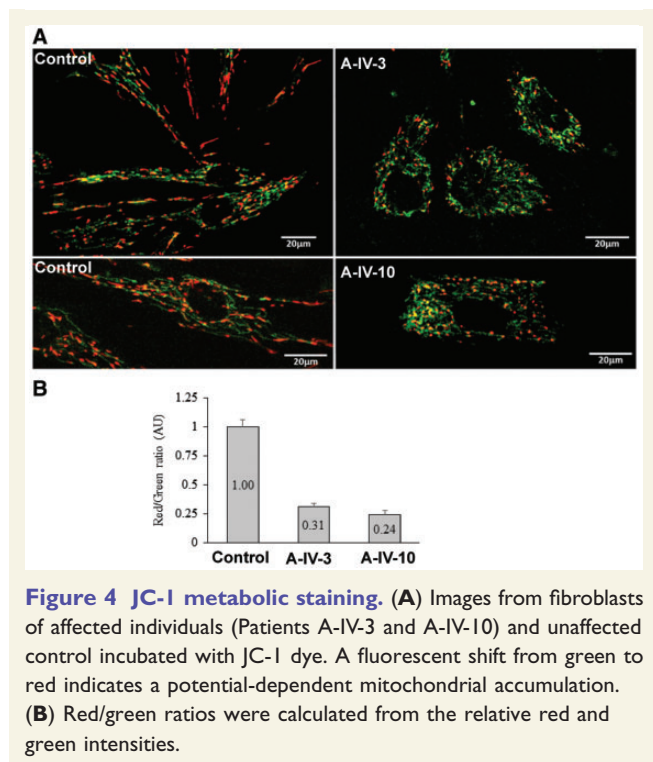 A
Control
A-IV-3
20μm
20μm
Control
A-IV-10
20μm
20μm
B
1.25
1
0.75
0.5
0.25
0
Red/Green ratio (AU)
1.00
0.31
0.24
Control A-IV-3 A-IV-10
Figure 4 JC-1 metabolic staining. (A) Images from fibroblasts
of affected individuals (Patients A-IV-3 and A-IV-10) and unaffected
control incubated with JC-1 dye. A fluorescent shift from green to
red indicates a potential-dependent mitochondrial accumulation.
(B) Red/green ratios were calculated from the relative red and
green intensities.